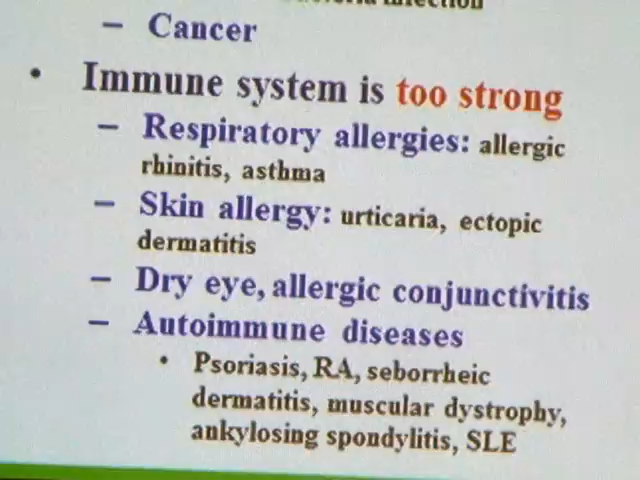 infection
– Cancer
• Immune system is too strong
– Respiratory allergies: allergic
rhinitis, asthma
– Skin allergy: urticaria, ectopic
dermatitis
– Dry eye, allergic conjunctivitis
– Autoimmune diseases
• Psoriasis, RA, seborrheic
dermatitis, muscular dystrophy,
ankylosing spondylitis, SLE